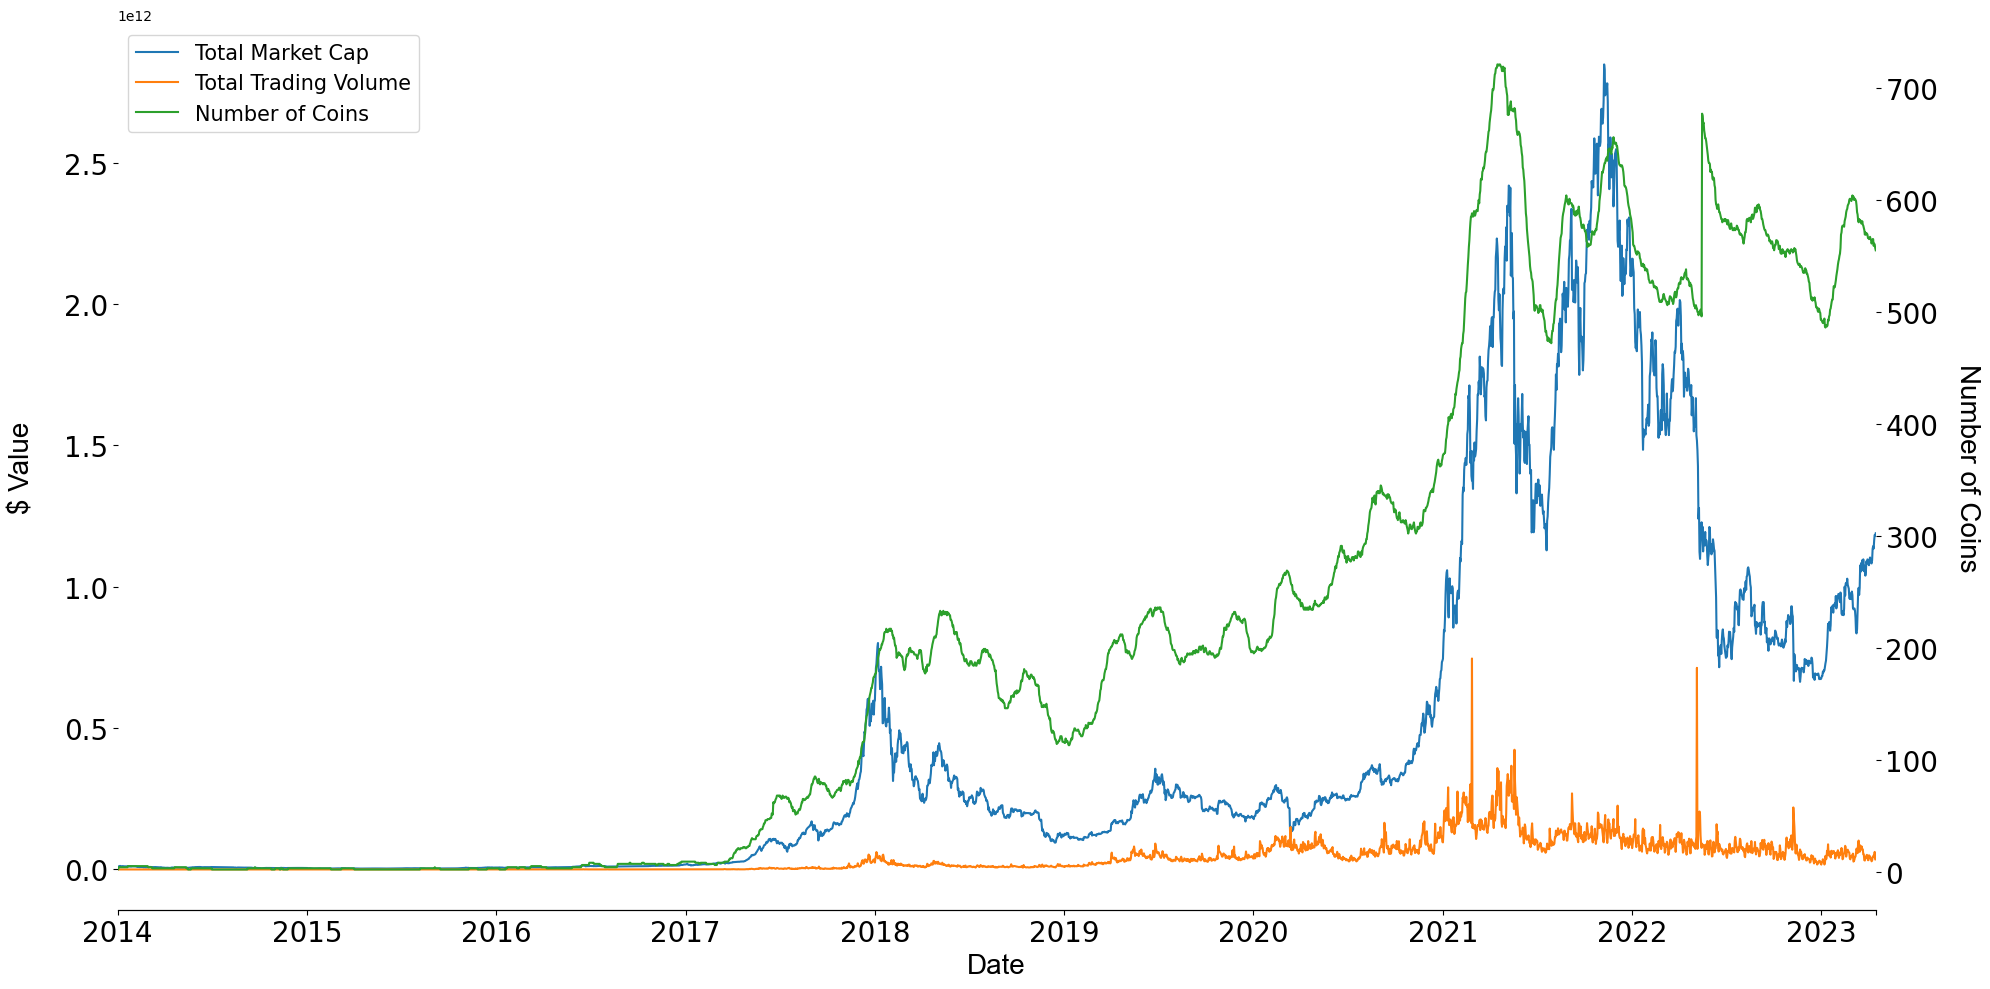 1e12
Total Market Cap
Total Trading Volume
Number of Coins
2.5
2.0
1.5
1.0
0.5
0.0
$ Value
700
600
500
400
300
200
100
0
Number of Coins
2014 2015 2016 2017 2018 2019 2020 2021 2022 2023
Date